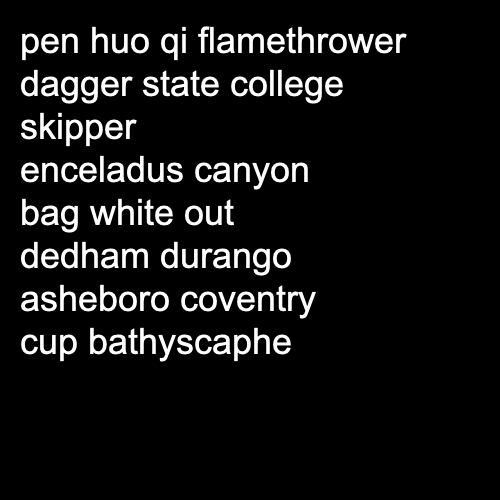 pen huo qi flamethrower
dagger state college
skipper
enceladus canyon
bag white out
dedham durango
asheboro coventry
cup bathyscaphe